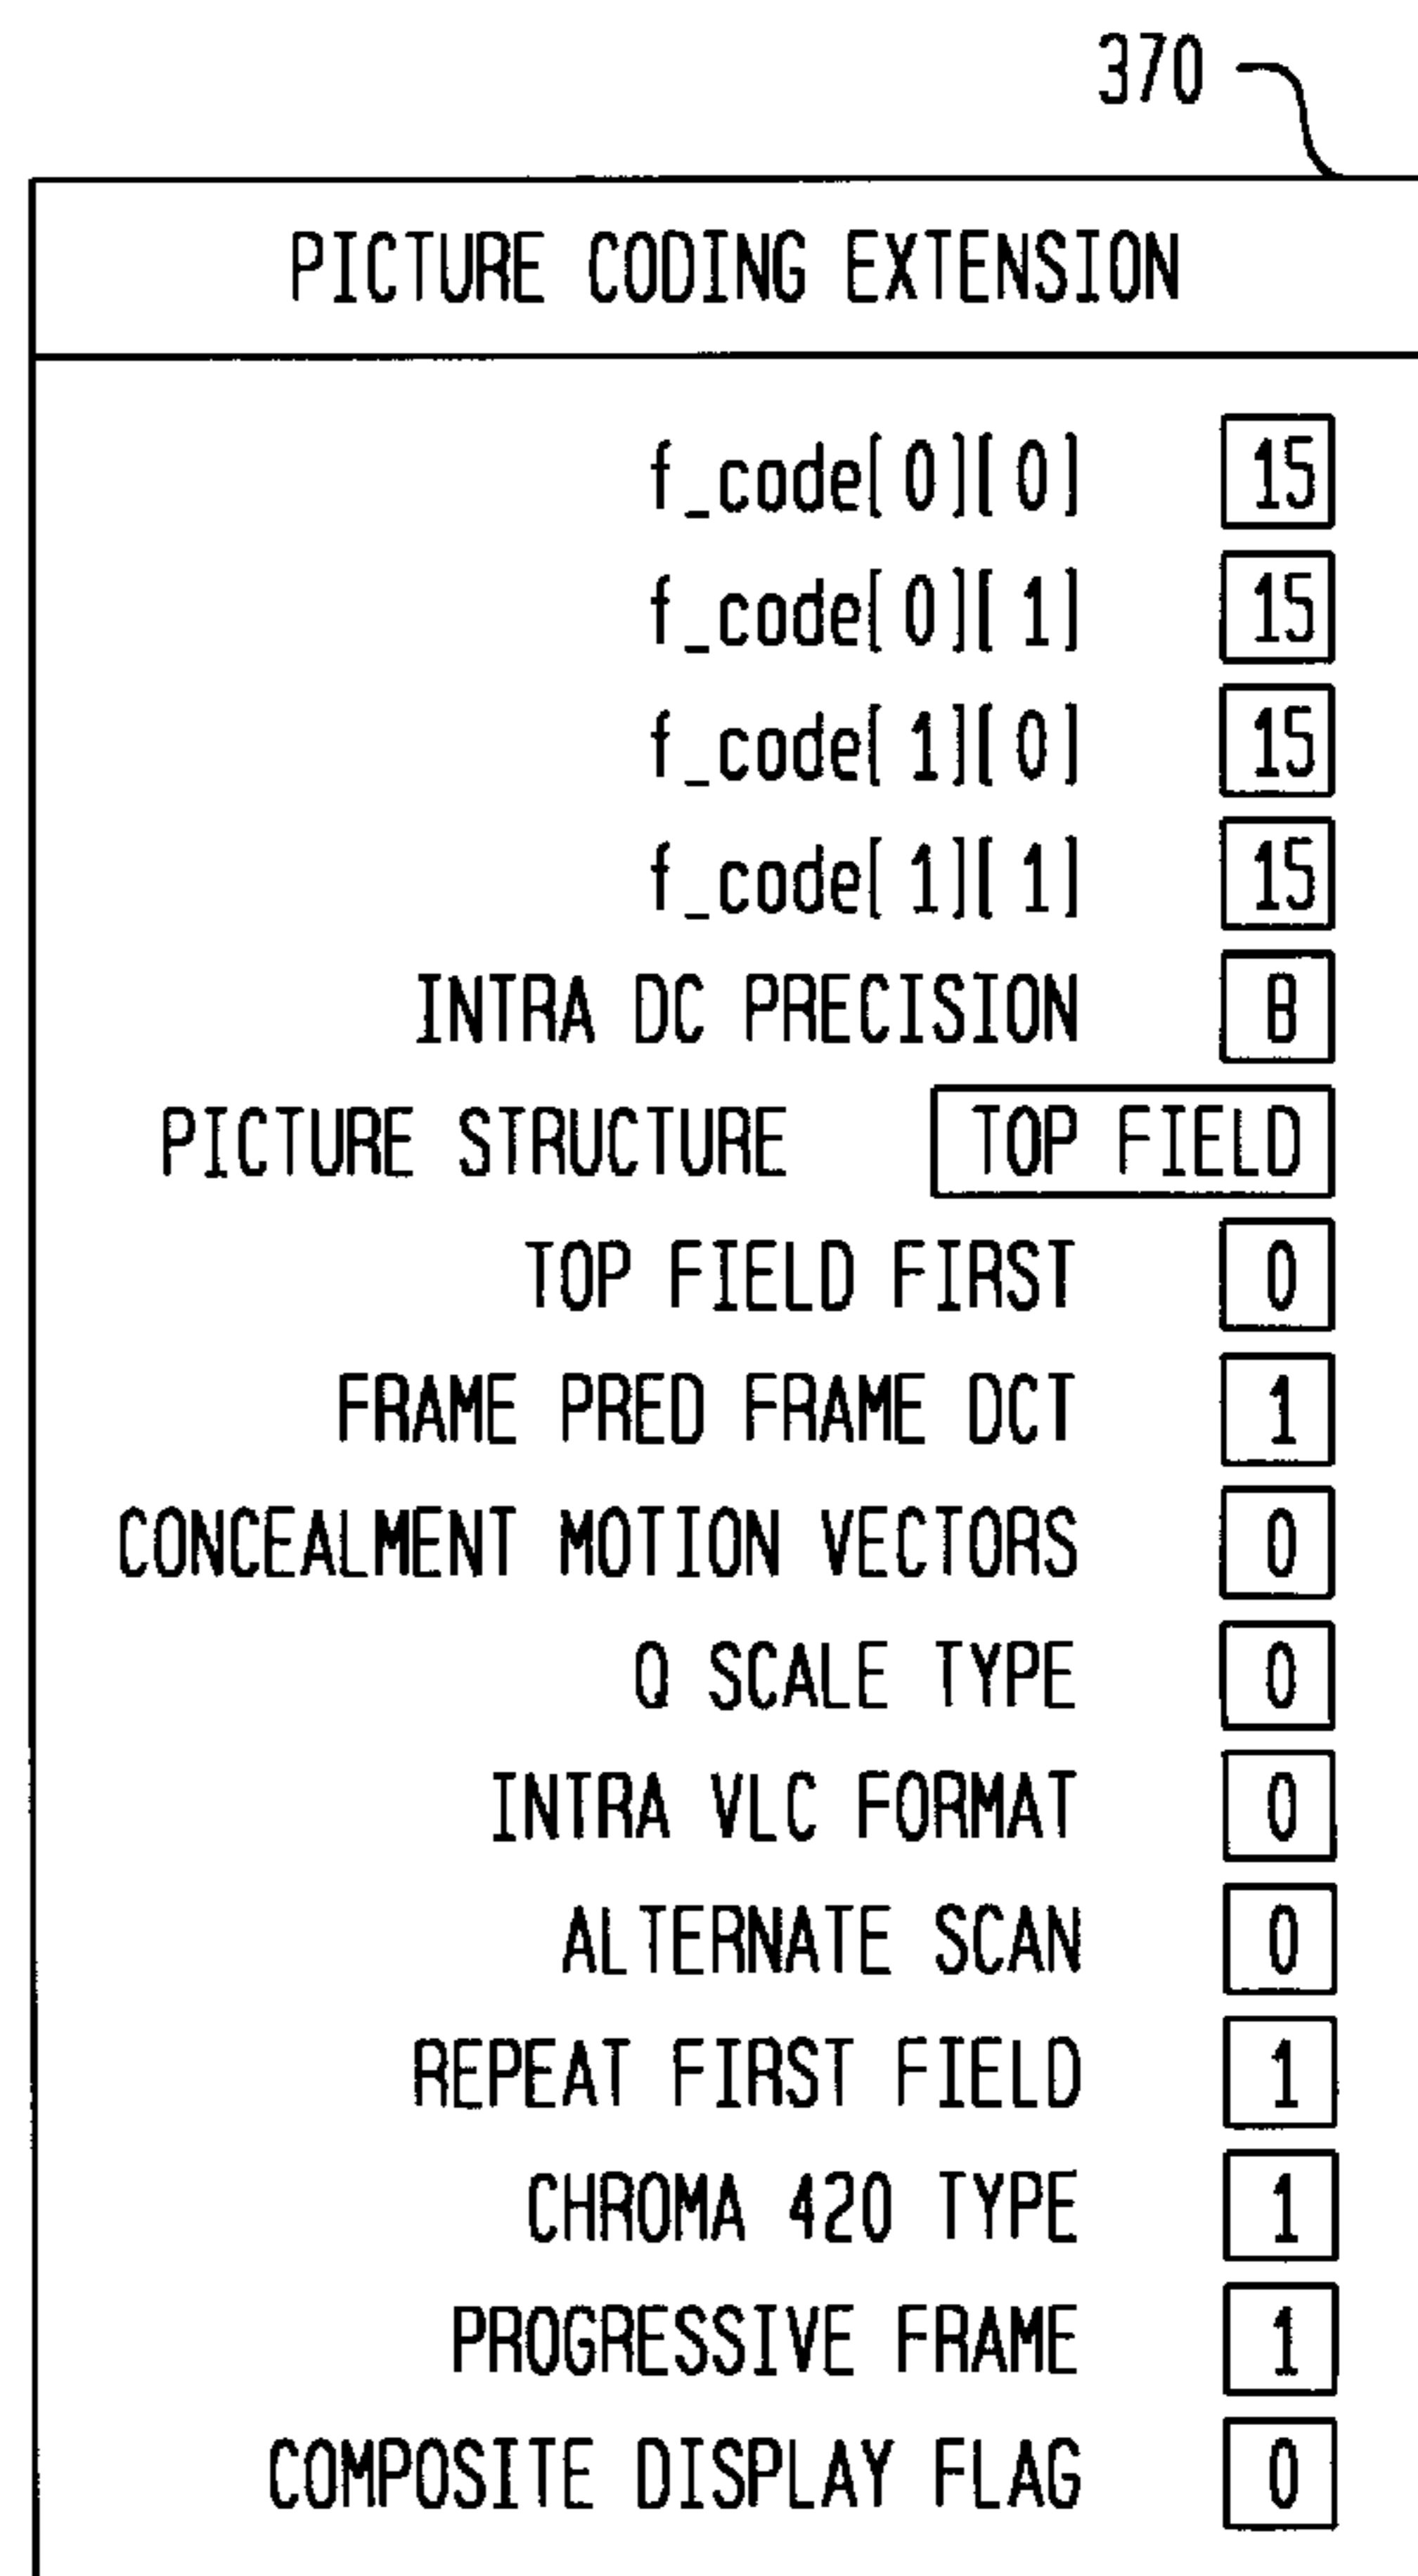 370
PICTURE CODING EXTENSION
f_code[0][0] 15
f_code[0][1] 15
f_code[1][0] 15
f_code[1][1] 15
INTRA DC PRECISION B
PICTURE STRUCTURE TOP FIELD
TOP FIELD FIRST 0
FRAME PRED FRAME DCT 1
CONCEALMENT MOTION VECTORS 0
Q SCALE TYPE 0
INTRA VLC FORMAT 0
ALTERNATE SCAN 0
REPEAT FIRST FIELD 1
CHROMA 420 TYPE 1
PROGRESSIVE FRAME 1
COMPOSITE DISPLAY FLAG 0